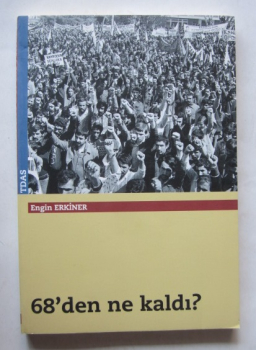 TDAS
Engin ERKİNER
68'den ne kaldı?